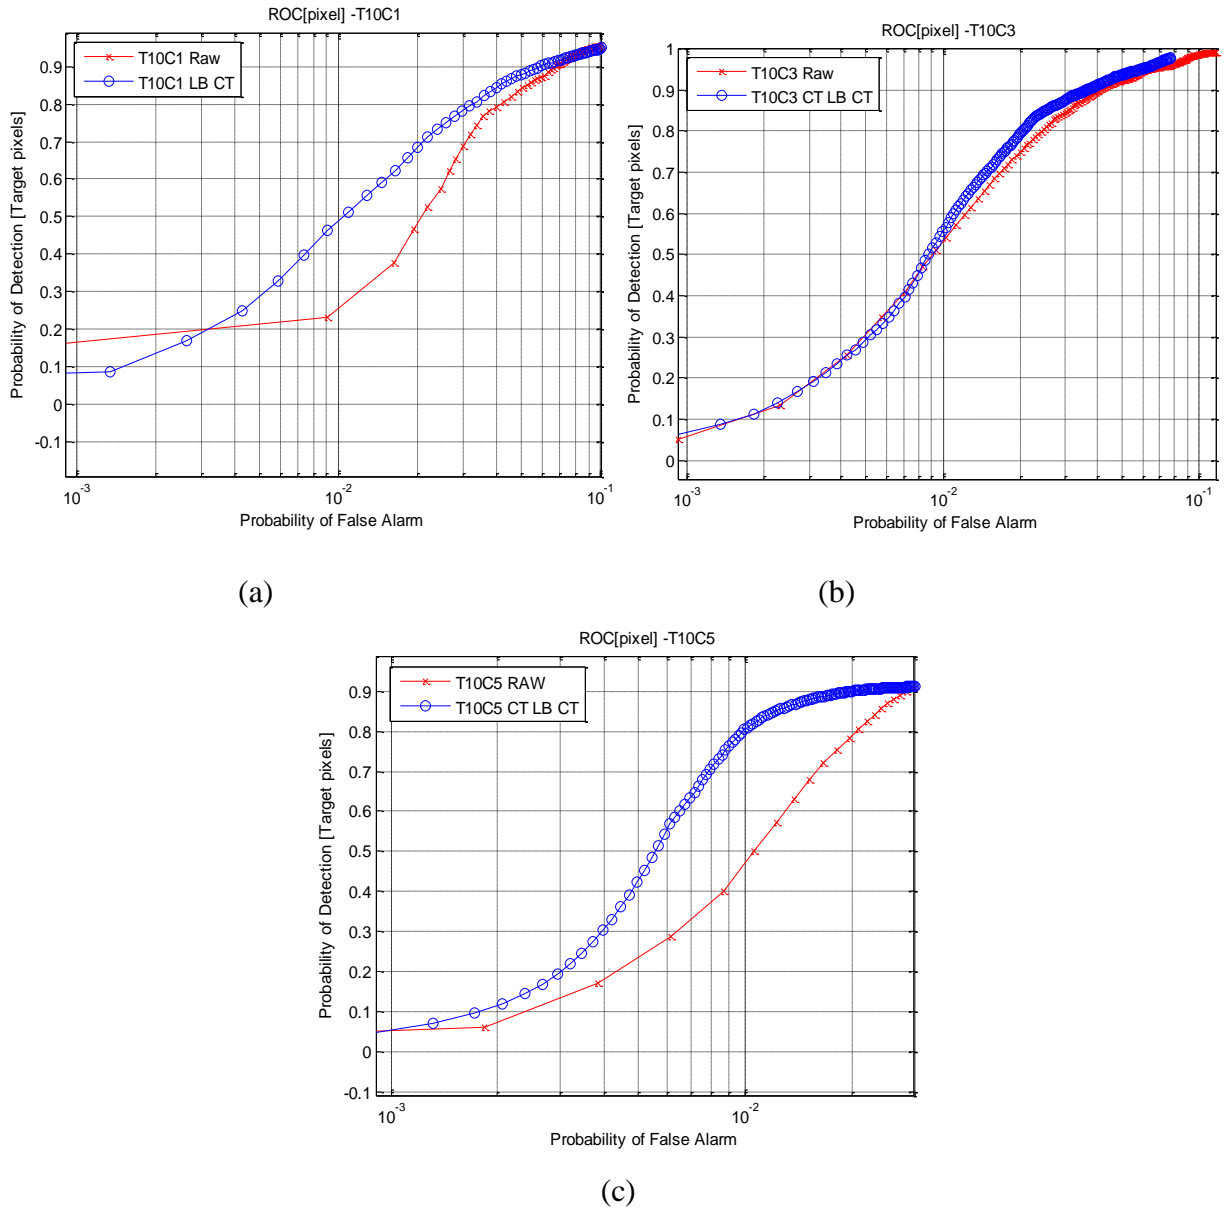 ROC[pixel] -T10C1
T10C1 Raw
T10C1 LB CT
Probability of Detection [Target pixels]
0.9
0.8
0.7
0.6
0.5
0.4
0.3
0.2
0.1
0
-0.1
10-3
10-2
10-1
Probability of False Alarm
(a)
ROC[pixel] -T10C3
T10C3 Raw
T10C3 CT LB CT
Probability of Detection [Target pixels]
1
0.9
0.8
0.7
0.6
0.5
0.4
0.3
0.2
0.1
0
10-3
10-2
10-1
Probability of False Alarm
(b)
ROC[pixel] -T10C5
T10C5 RAW
T10C5 CT LB CT
Probability of Detection [Target pixels]
0.9
0.8
0.7
0.6
0.5
0.4
0.3
0.2
0.1
0
-0.1
10-3
10-2
Probability of False Alarm
(c)